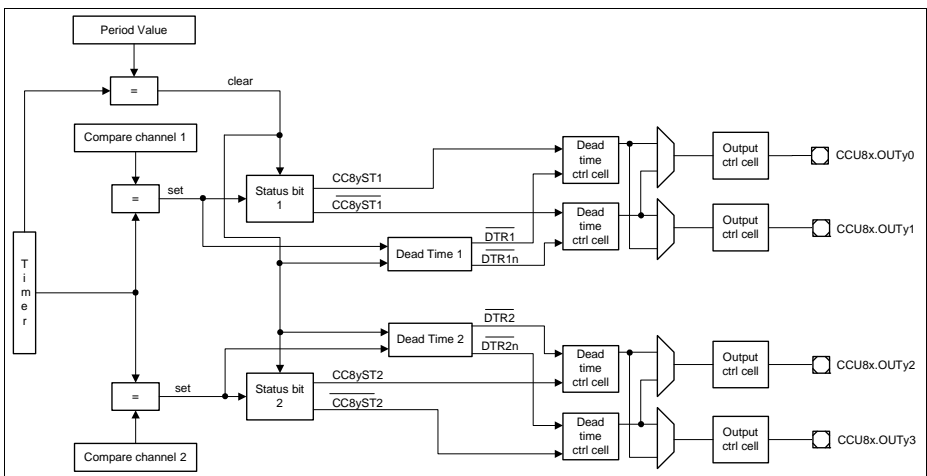 Period Value
=
clear
Compare channel 1
=
set
Status bit
1
CC8yST1
CC8yST1
Dead
time
ctrl cell
Output
ctrl cell
CCU8x.OUTy0
Dead
time
ctrl cell
Output
ctrl cell
CCU8x.OUTy1
Dead Time 1
DTR1
DTR1n
T
i
m
e
r
Dead Time 2
DTR2
DTR2n
=
set
Status bit
2
CC8yST2
CC8yST2
Dead
time
ctrl cell
Output
ctrl cell
CCU8x.OUTy2
Dead
time
ctrl cell
Output
ctrl cell
CCU8x.OUTy3
Compare channel 2